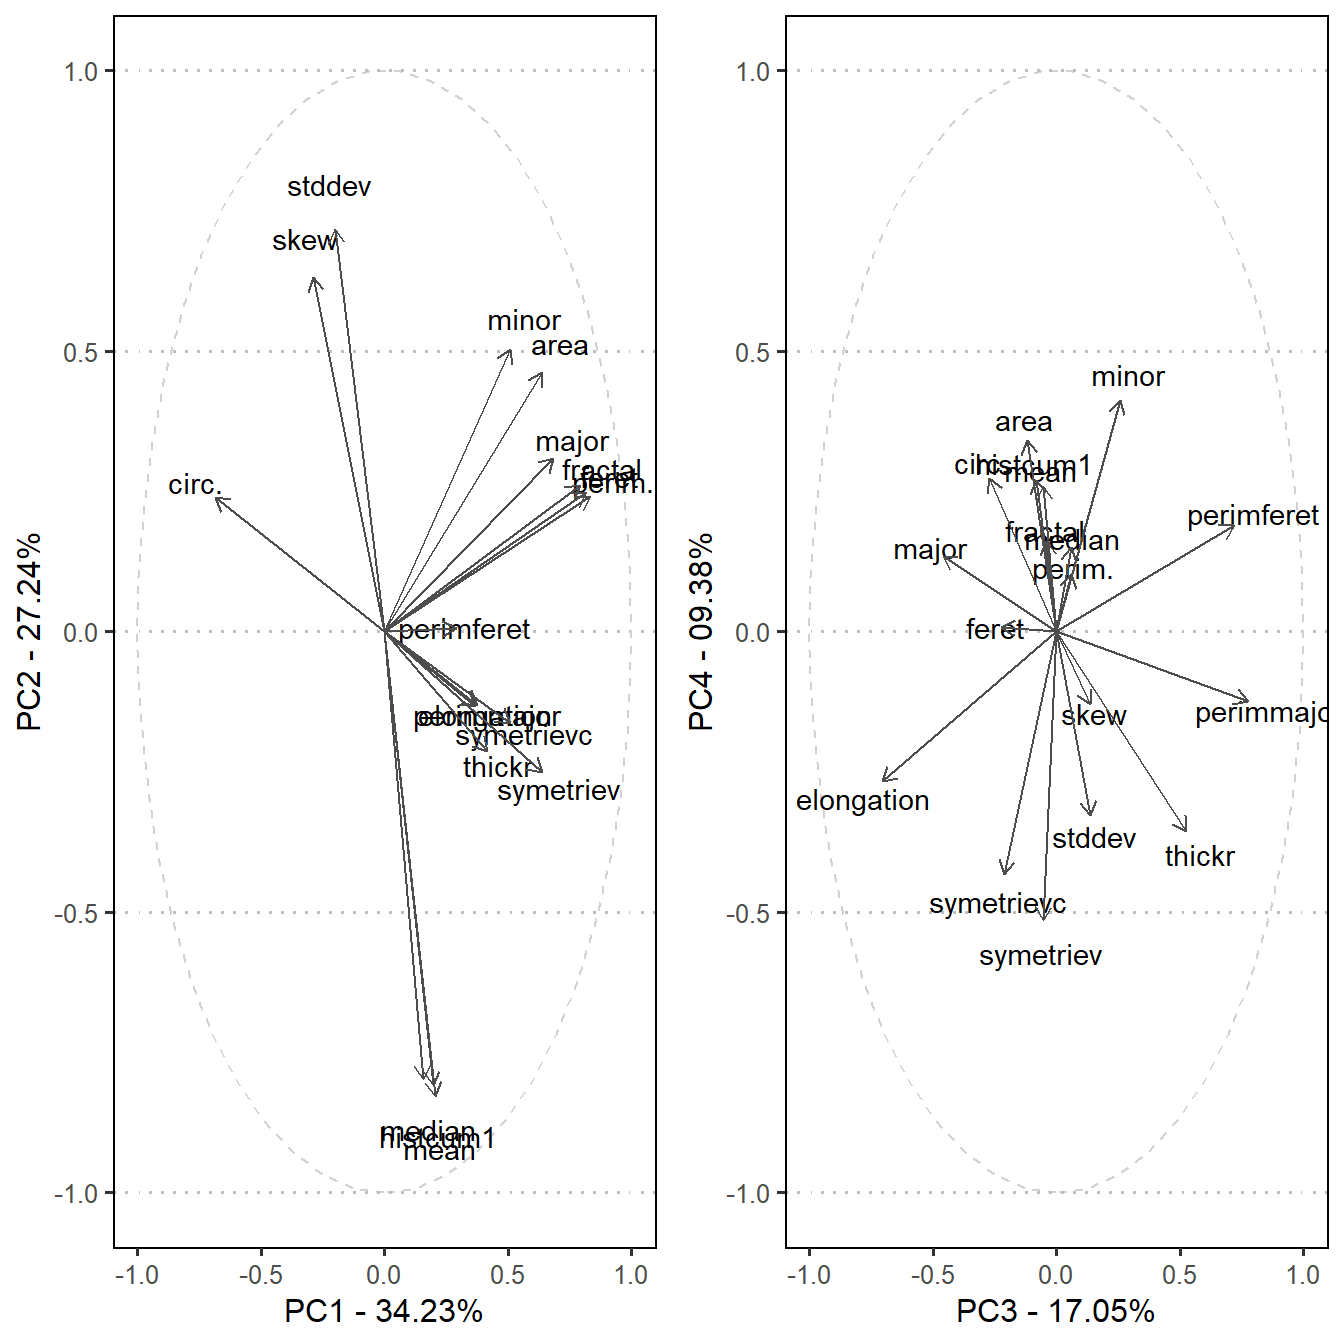 1.0
0.5
0.0
-0.5
-1.0
PC2 - 27.24%
stddev
skew
minor
area
major
fractal
feret
perim.
circ.
perimferet
elongation
perimmajor
symetrievc
thickr
symetriev
median
histcum1
mean
-1.0 -0.5 0.0 0.5 1.0
PC1 - 34.23%
1.0
0.5
0.0
-0.5
-1.0
PC4 - 09.38%
minor
area
circ.
histcum1
mean
perimferet
fractal
median
major
perim.
feret
skew
perimmajo
elongation
stddev
thickr
symetrievc
symetriev
-1.0 -0.5 0.0 0.5 1.0
PC3 - 17.05%